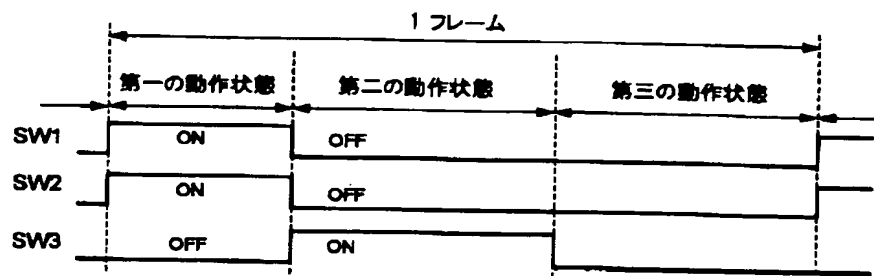 1 フレーム
第一の動作状態 第二の動作状態 第三の動作状態
SW1 ON OFF
SW2 ON OFF
SW3 OFF ON